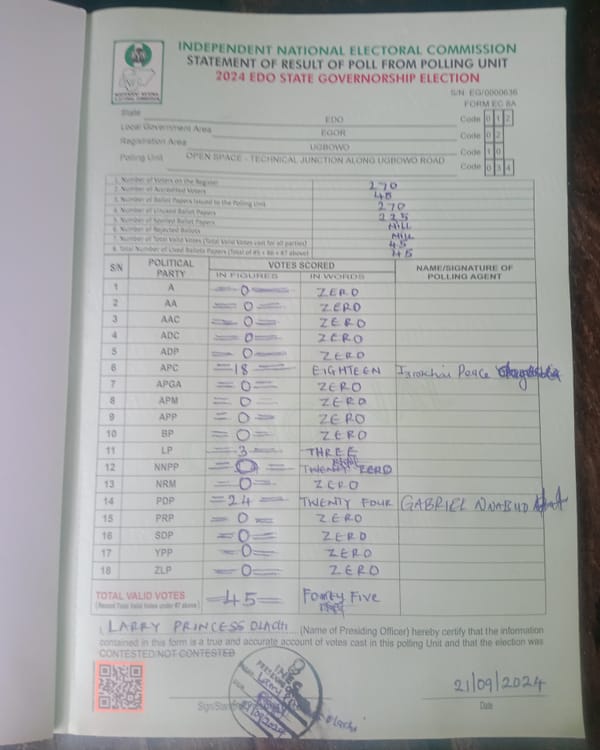 INDEPENDENT NATIONAL ELECTORAL COMMISSION
STATEMENT OF RESULT OF POLL FROM POLLING UNIT
2024 EDO STATE GOVERNORSHIP ELECTION
S/N: EG/0000636
FORM EC 8A
State EDO Code 0 1 2
Local Government Area EGOR Code 0 2
Registration Area UGBOWO Code 1 0
Polling Unit OPEN SPACE - TECHNICAL JUNCTION ALONG UGBOWO ROAD Code 0 3 4
1. Number of Voters on the Register 270
2. Number of Accredited Voters 45
3. Number of Ballot Papers Issued to the Polling Unit 270
4. Number of Unused Ballot Papers 225
5. Number of Spoiled Ballot Papers Nill
6. Number of Rejected Ballots Nill
7. Number of Total Valid Votes (Total Valid Votes cast for all parties) 45
8. Total Number of Used Ballots Papers (Total of #5 + #6 + #7 above) 45
S/N POLITICAL PARTY VOTES SCORED NAME/SIGNATURE OF POLLING AGENT
IN FIGURES IN WORDS
1 A =0= ZERO
2 AA =0= ZERO
3 AAC =0= ZERO
4 ADC =0= ZERO
5 ADP =0= ZERO
6 APC =18= EIGHTEEN Peace
7 APGA =0= ZERO
8 APM =0= ZERO
9 APP =0= ZERO
10 BP =0= ZERO
11 LP =3= THREE
12 NNPP =0= ZERO
13 NRM =0= ZERO
14 PDP =24= TWENTY FOUR GABRIEL
15 PRP =0= ZERO
16 SDP =0= ZERO
17 YPP =0= ZERO
18 ZLP =0= ZERO
TOTAL VALID VOTES =45= Fourty Five
(Record Total Valid Votes under #7 above)
I LARRY PRINCESS OLACHI (Name of Presiding Officer) hereby certify that the information
contained in this form is a true and accurate account of votes cast in this polling Unit and that the election was
CONTESTED/NOT CONTESTED
INEC
21/09/2024
21/09/2024
Date